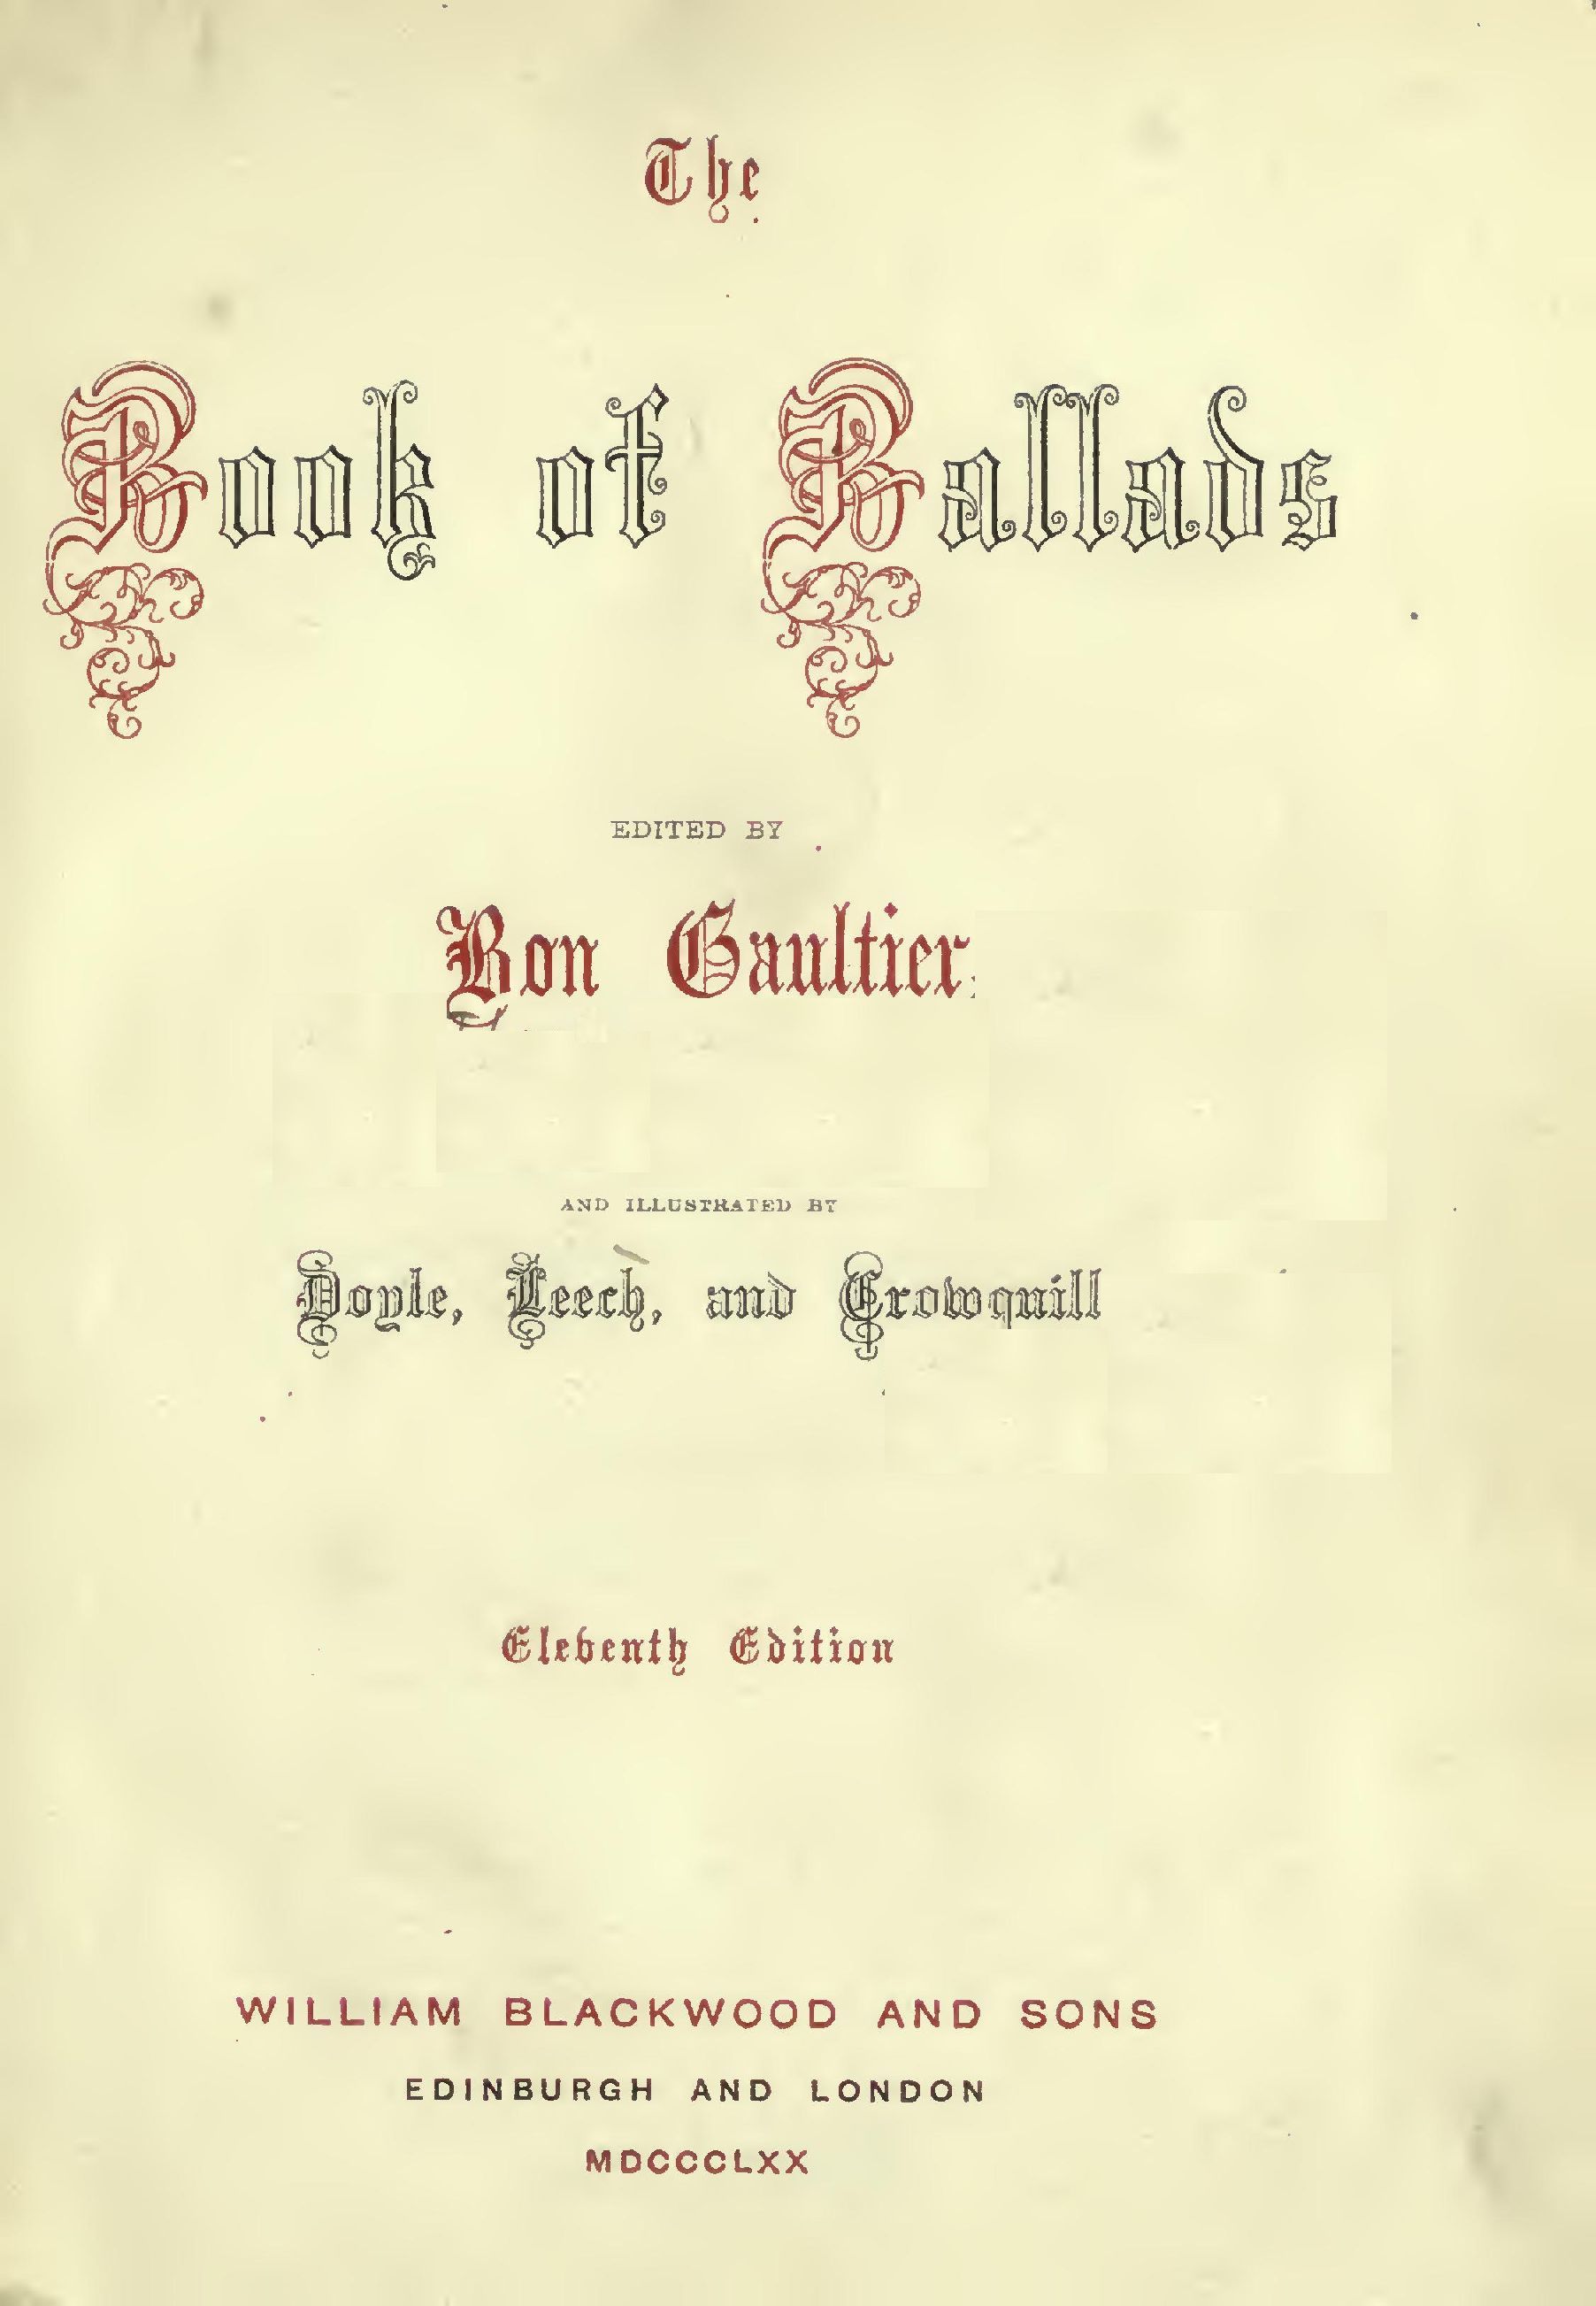 The
Book of Ballads
EDITED BY
Bon Gaultier
AND ILLUSTRATED BY
Doyle, Leech, and Crowquill
Eleventh Edition
WILLIAM BLACKWOOD AND SONS
EDINBURGH AND LONDON
MDCCCLXX